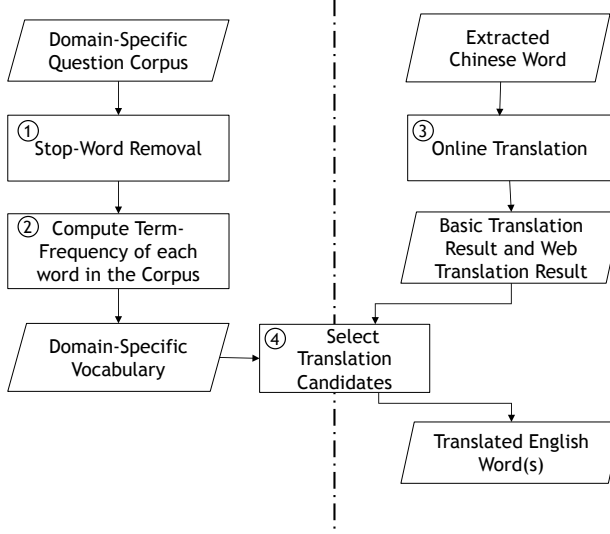 Domain-Specific
Question Corpus
1
Stop-Word Removal
2
Compute Term-
Frequency of each
word in the Corpus
Domain-Specific
Vocabulary
Extracted
Chinese Word
3
Online Translation
Basic Translation
Result and Web
Translation Result
4
Select
Translation
Candidates
Translated English
Word(s)